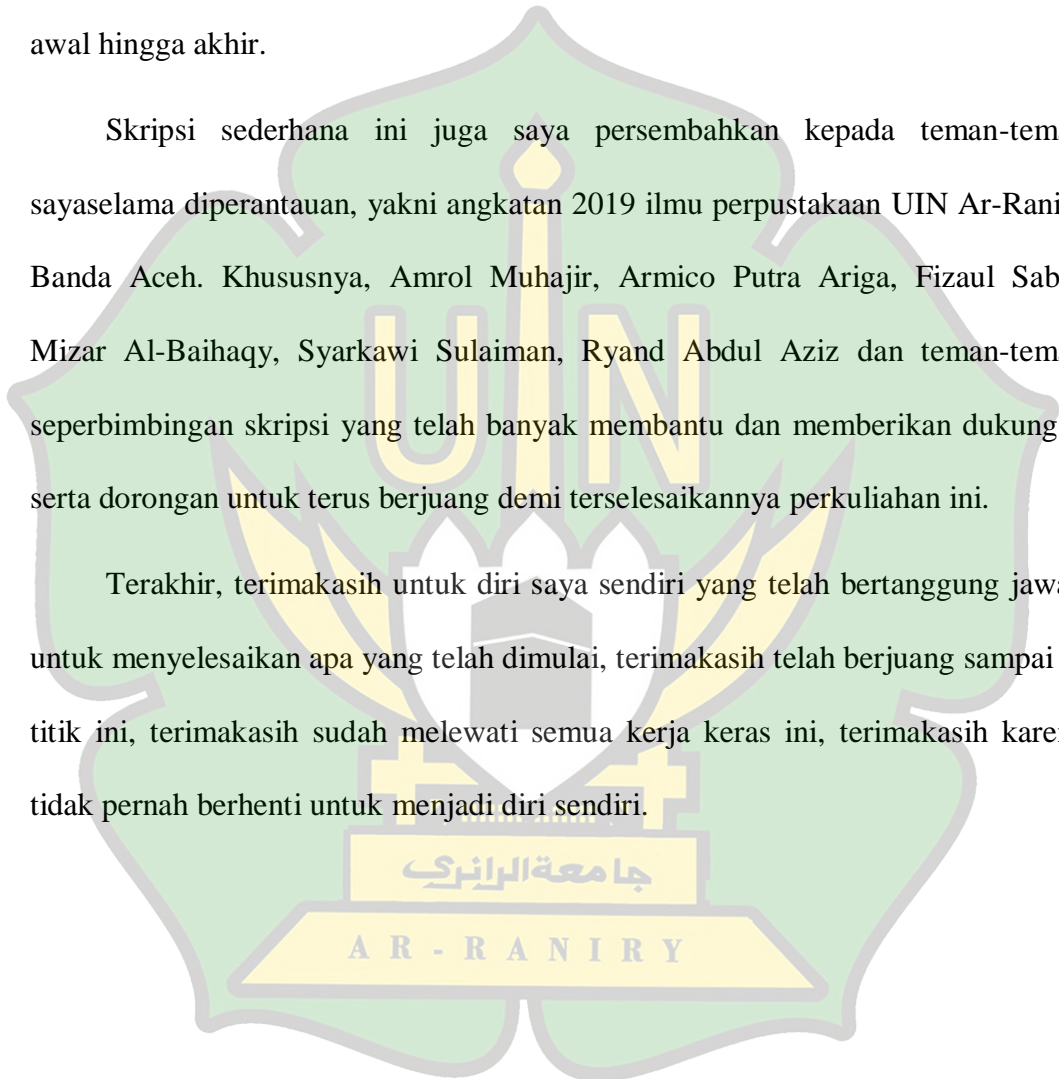 awal hingga akhir.
Skripsi sederhana ini juga saya persembahkan kepada teman-tem
sayaselama diperantauan, yakni angkatan 2019 ilmu perpustakaan UIN Ar-Rani
Banda Aceh. Khususnya, Amrol Muhajir, Armico Putra Ariga, Fizaul Sab
Mizar Al-Baihaqy, Syarkawi Sulaiman, Ryand Abdul Aziz dan teman-tem
seperbimbingan skripsi yang telah banyak membantu dan memberikan dukung
serta dorongan untuk terus berjuang demi terselesaikannya perkuliahan ini.
Terakhir, terimakasih untuk diri saya sendiri yang telah bertanggung jawa
untuk menyelesaikan apa yang telah dimulai, terimakasih telah berjuang sampai
titik ini, terimakasih sudah melewati semua kerja keras ini, terimakasih kare
tidak pernah berhenti untuk menjadi diri sendiri.
UIN
جامعة الرانري
AR-RANIRY